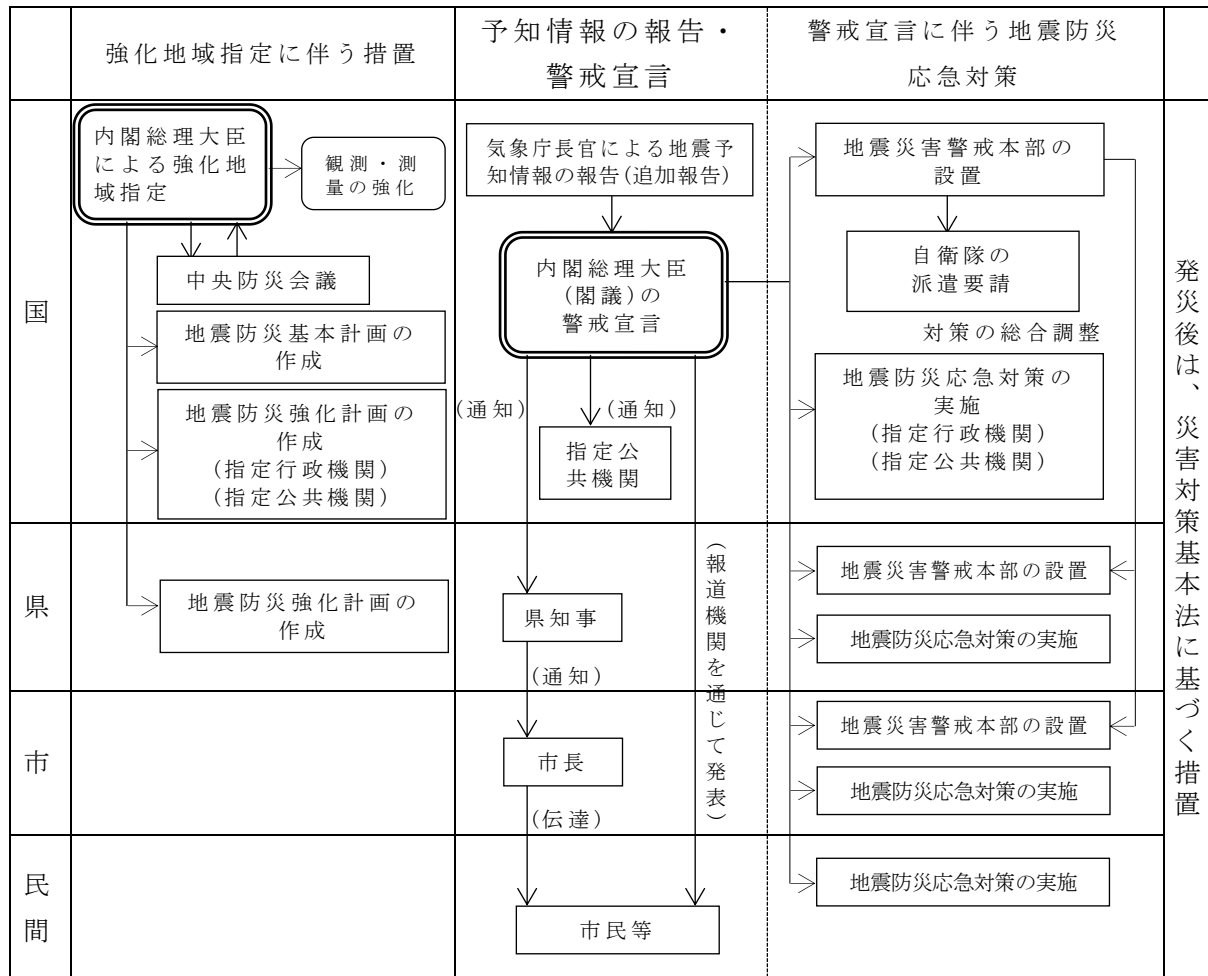 強化地域指定に伴う措置
予知情報の報告・
警戒宣言
警戒宣言に伴う地震防災
応急対策
国
内閣総理大臣
による強化地
域指定
観測・測
量の強化
中央防災会議
地震防災基本計画の
作成
地震防災強化計画の
作成
(指定行政機関)
(指定公共機関)
気象庁長官による地震予
知情報の報告(追加報告)
内閣総理大臣
(閣議)の
警戒宣言
(通知)
(通知)
指定公
共機関
地震災害警戒本部の
設置
自衛隊の
派遣要請
対策の総合調整
地震防災応急対策の
実施
(指定行政機関)
(指定公共機関)
県
地震防災強化計画の
作成
県知事
(通知)
(報道機関を通じて発表)
地震災害警戒本部の設置
地震防災応急対策の実施
市
市長
(伝達)
地震災害警戒本部の設置
地震防災応急対策の実施
民
間
市民等
地震防災応急対策の実施
発災後は、災害対策基本法に基づく措置